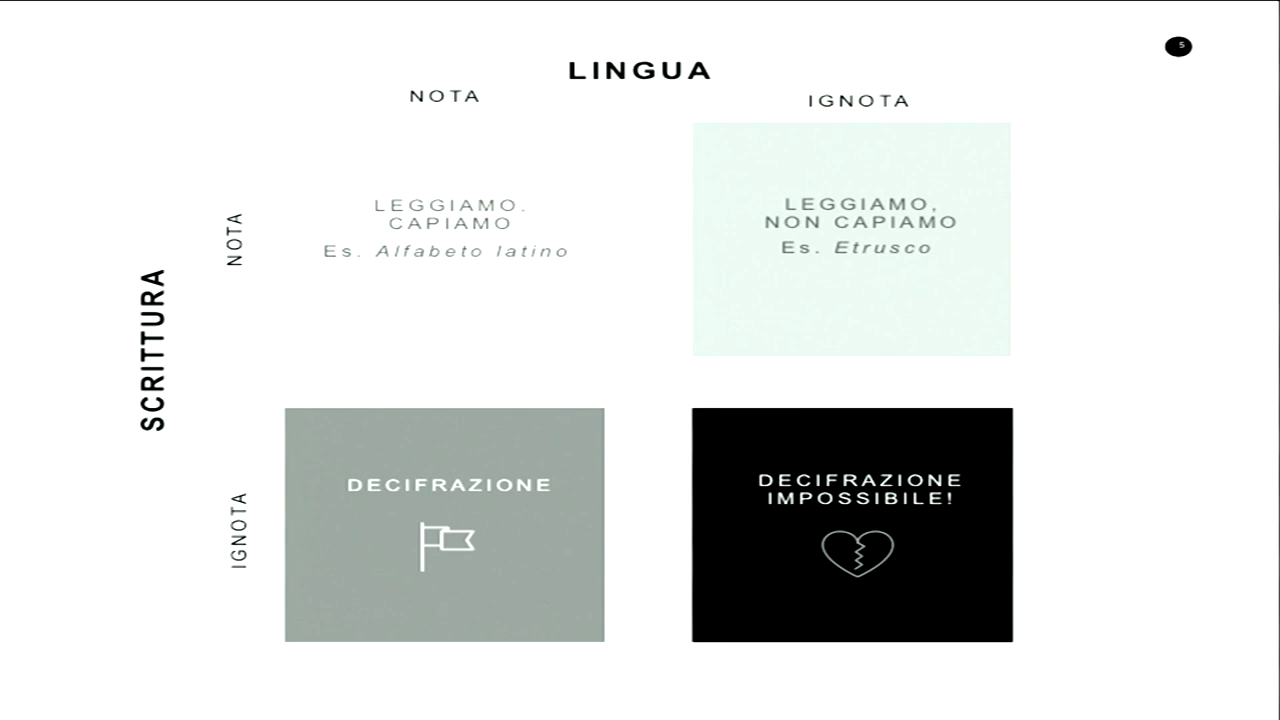 5
LINGUA
NOTA
IGNOTA
SCRITTURA
NOTA
LEGGIAMO.
CAPIAMO
Es. Alfabeto latino
LEGGIAMO,
NON CAPIAMO
Es. Etrusco
IGNOTA
DECIFRAZIONE
DECIFRAZIONE
IMPOSSIBILE!